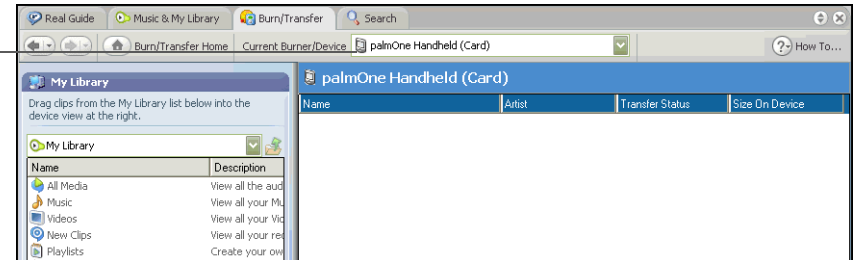 Real Guide Music & My Library Burn/Transfer Search
Burn/Transfer Home Current Burner/Device palmOne Handheld (Card) How To...
My Library
Drag clips from the My Library list below into the
device view at the right.
My Library
Name Description
All Media View all the aud
Music View all your Mu
Videos View all your Vid
New Clips View all your rec
Playlists Create your ow
palmOne Handheld (Card)
Name Artist Transfer Status Size On Device